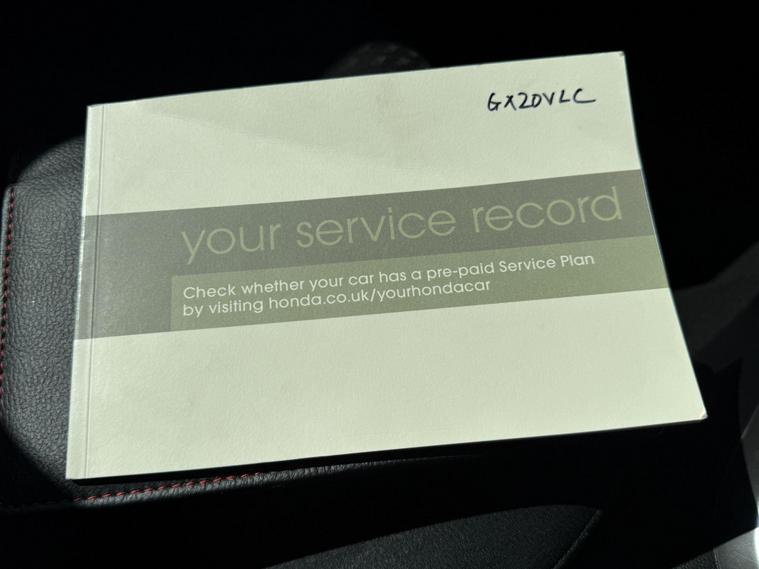 GX20VLC
your service record
Check whether your car has a pre-paid Service Plan
by visiting honda.co.uk/yourhondacar